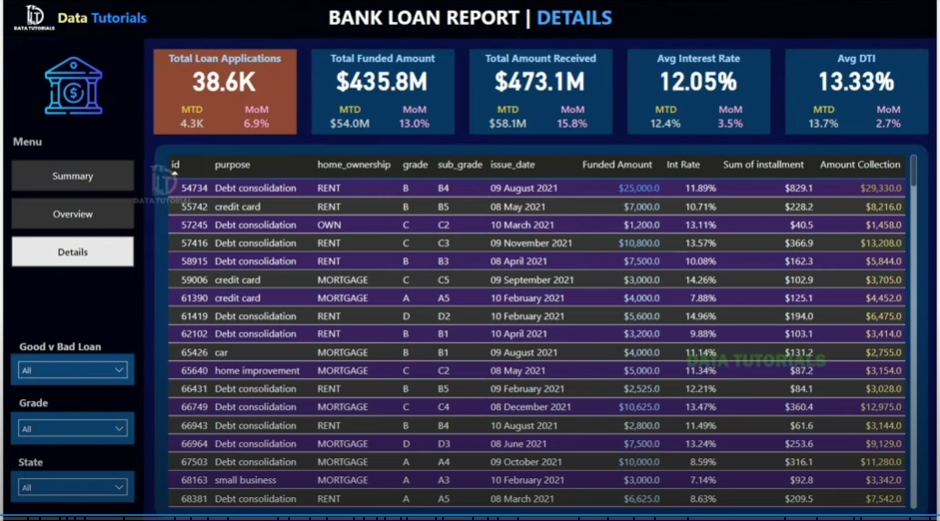 DATA TUTORIALS
Data Tutorials
BANK LOAN REPORT | DETAILS
Total Loan Applications
38.6K
MTD MoM
4.3K 6.9%
Total Funded Amount
$435.8M
MTD MoM
$54.0M 13.0%
Total Amount Received
$473.1M
MTD MoM
$58.1M 15.8%
Avg Interest Rate
12.05%
MTD MoM
12.4% 3.5%
Avg DTI
13.33%
MTD MoM
13.7% 2.7%
Menu
Summary
Overview
Details
Good v Bad Loan
All
Grade
All
State
All
id purpose home_ownership grade sub_grade issue_date Funded Amount Int Rate Sum of installment Amount Collection
54734 Debt consolidation RENT B B4 09 August 2021 $25,000.0 11.89% $829.1 $29,330.0
55742 credit card RENT B B5 08 May 2021 $7,000.0 10.71% $228.2 $8,216.0
57245 Debt consolidation OWN C C2 10 March 2021 $1,200.0 13.11% $40.5 $1,458.0
57416 Debt consolidation RENT C C3 09 November 2021 $10,800.0 13.57% $366.9 $13,208.0
58915 Debt consolidation RENT B B3 08 April 2021 $7,500.0 10.08% $162.3 $5,844.0
59006 credit card MORTGAGE C C5 09 September 2021 $3,000.0 14.26% $102.9 $3,705.0
61390 credit card MORTGAGE A A5 10 February 2021 $4,000.0 7.88% $125.1 $4,452.0
61419 Debt consolidation RENT D D2 10 February 2021 $5,600.0 14.96% $194.0 $6,475.0
62102 Debt consolidation RENT B B1 10 April 2021 $3,200.0 9.88% $103.1 $3,414.0
65426 car MORTGAGE B B1 09 August 2021 $4,000.0 11.14% $131.2 $2,755.0
65640 home improvement MORTGAGE C C2 08 May 2021 $5,000.0 11.34% $87.2 $3,154.0
66431 Debt consolidation RENT B B5 09 February 2021 $2,525.0 12.21% $84.1 $3,028.0
66749 Debt consolidation MORTGAGE C C4 08 December 2021 $10,625.0 13.47% $360.4 $12,975.0
66943 Debt consolidation RENT B B4 10 August 2021 $2,800.0 11.49% $61.6 $3,144.0
66964 Debt consolidation MORTGAGE D D3 08 June 2021 $7,500.0 13.24% $253.6 $9,129.0
67503 Debt consolidation MORTGAGE A A4 09 October 2021 $10,000.0 8.59% $316.1 $11,280.0
68163 small business MORTGAGE A A3 10 February 2021 $3,000.0 7.14% $92.8 $3,342.0
68381 Debt consolidation RENT A A5 08 March 2021 $6,625.0 8.63% $209.5 $7,542.0
DATA TUTORIALS
DATA TUTORIALS